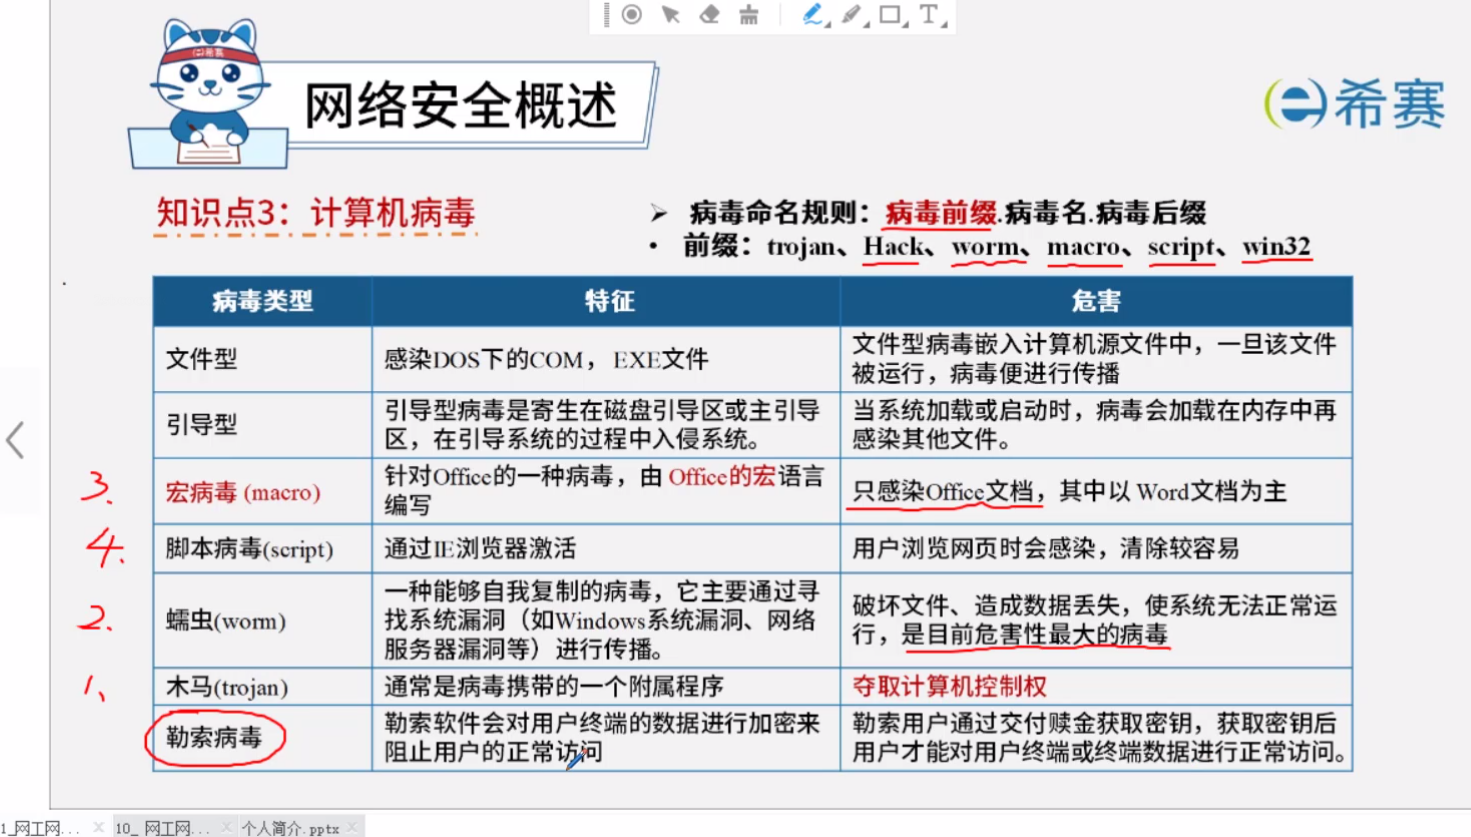 网络安全概述
希赛
希赛
知识点3：计算机病毒
➢ 病毒命名规则：病毒前缀.病毒名.病毒后缀
• 前缀：trojan、Hack、worm、macro、script、win32
病毒类型 特征 危害
文件型 感染DOS下的COM，EXE文件 文件型病毒嵌入计算机源文件中，一旦该文件
被运行，病毒便进行传播
引导型 引导型病毒是寄生在磁盘引导区或主引导
区，在引导系统的过程中入侵系统。
当系统加载或启动时，病毒会加载在内存中再
感染其他文件。
3. 宏病毒 (macro) 针对Office的一种病毒，由 Office的宏语言
编写
只感染Office文档，其中以 Word文档为主
4. 脚本病毒(script) 通过IE浏览器激活 用户浏览网页时会感染，清除较容易
2. 蠕虫(worm) 一种能够自我复制的病毒，它主要通过寻
找系统漏洞（如Windows系统漏洞、网络
服务器漏洞等）进行传播。
破坏文件、造成数据丢失，使系统无法正常运
行，是目前危害性最大的病毒
1、 木马(trojan) 通常是病毒携带的一个附属程序 夺取计算机控制权
勒索病毒 勒索软件会对用户终端的数据进行加密来
阻止用户的正常访问
勒索用户通过交付赎金获取密钥，获取密钥后
用户才能对用户终端或终端数据进行正常访问。
1_网工网... 10_ 网工网... 个人简介.pptx